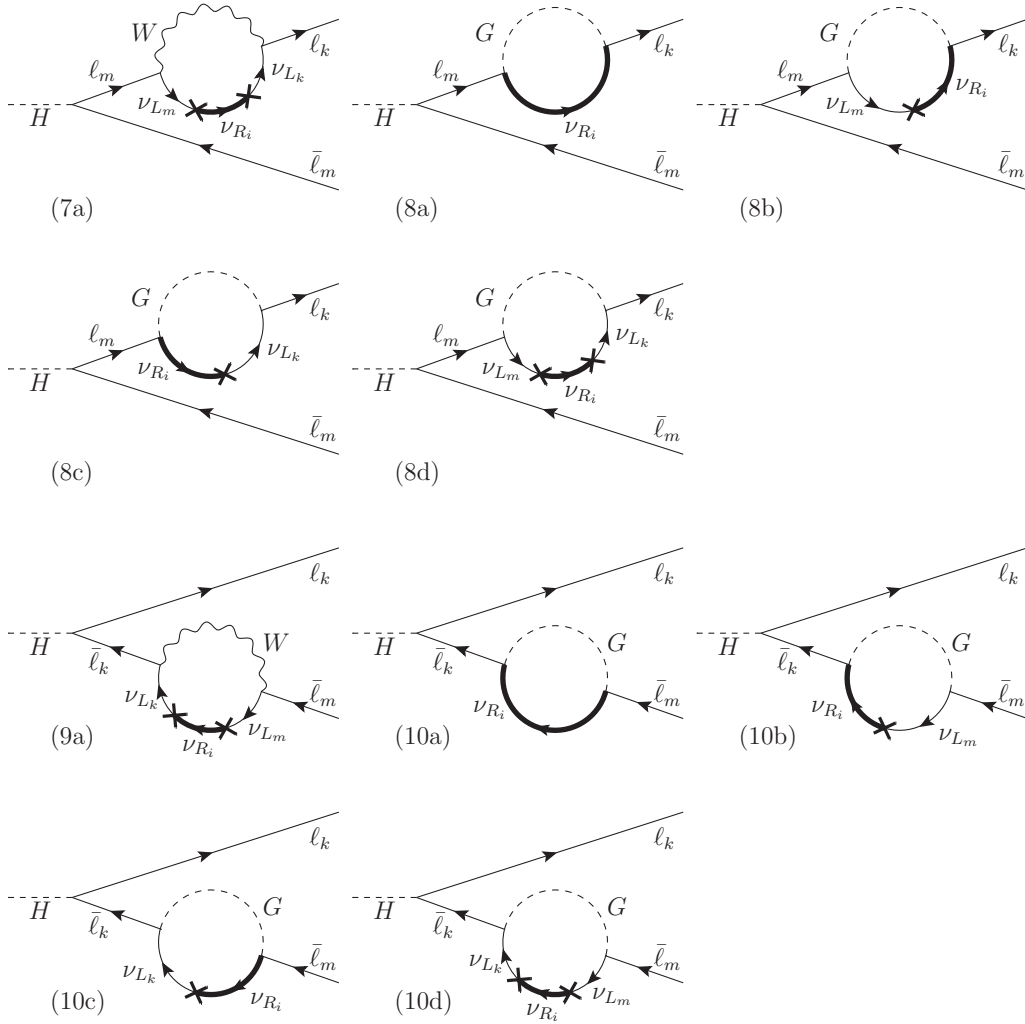 W ℓ_k G ℓ_k G ℓ_k
ℓ_m ν_{L_k} ℓ_m ℓ_m
H ν_{L_m} ν_{R_i} H ν_{R_i} H ν_{L_m} ν_{R_i}
ℓ̄_m ℓ̄_m ℓ̄_m
(7a) (8a) (8b)
G ℓ_k G ℓ_k
ℓ_m ν_{L_k} ℓ_m ν_{L_k}
H ν_{R_i} H ν_{L_m} ν_{R_i}
ℓ̄_m ℓ̄_m
(8c) (8d)
ℓ_k ℓ_k ℓ_k
H W H G H G
ℓ̄_k ℓ̄_m ℓ̄_k ℓ̄_m ℓ̄_k ℓ̄_m
ν_{L_k} ν_{R_i} ν_{L_m} ν_{R_i} ν_{R_i} ν_{L_m}
(9a) (10a) (10b)
ℓ_k ℓ_k
H G H G
ℓ̄_k ℓ̄_m ℓ̄_k ℓ̄_m
ν_{L_k} ν_{R_i} ν_{L_k} ν_{R_i} ν_{L_m}
(10c) (10d)